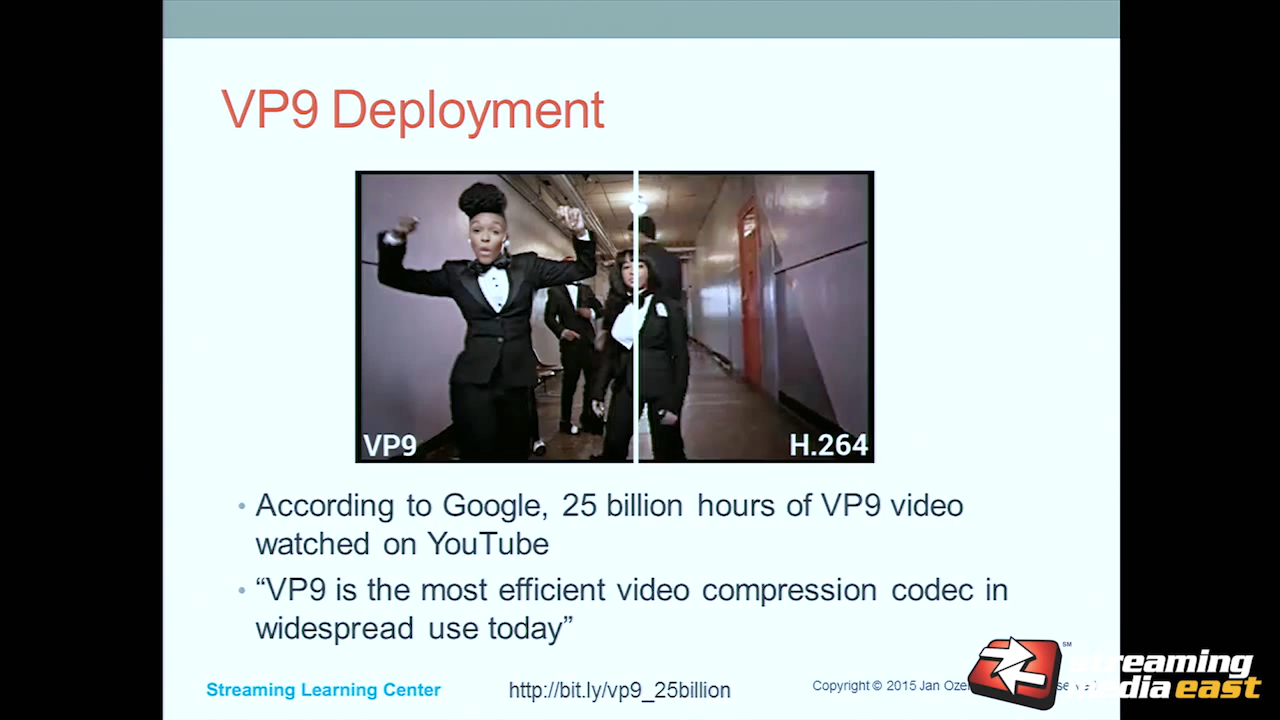 VP9 Deployment
VP9
H.264
• According to Google, 25 billion hours of VP9 video
watched on YouTube
• “VP9 is the most efficient video compression codec in
widespread use today”
Streaming Learning Center
http://bit.ly/vp9_25billion
Copyright © 2015 Jan
SM
streaming
media east